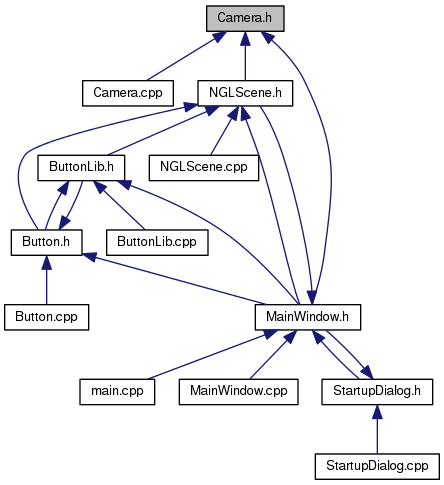 Camera.h
Camera.cpp
NGLScene.h
ButtonLib.h
NGLScene.cpp
Button.h
ButtonLib.cpp
Button.cpp
MainWindow.h
main.cpp
MainWindow.cpp
StartupDialog.h
StartupDialog.cpp